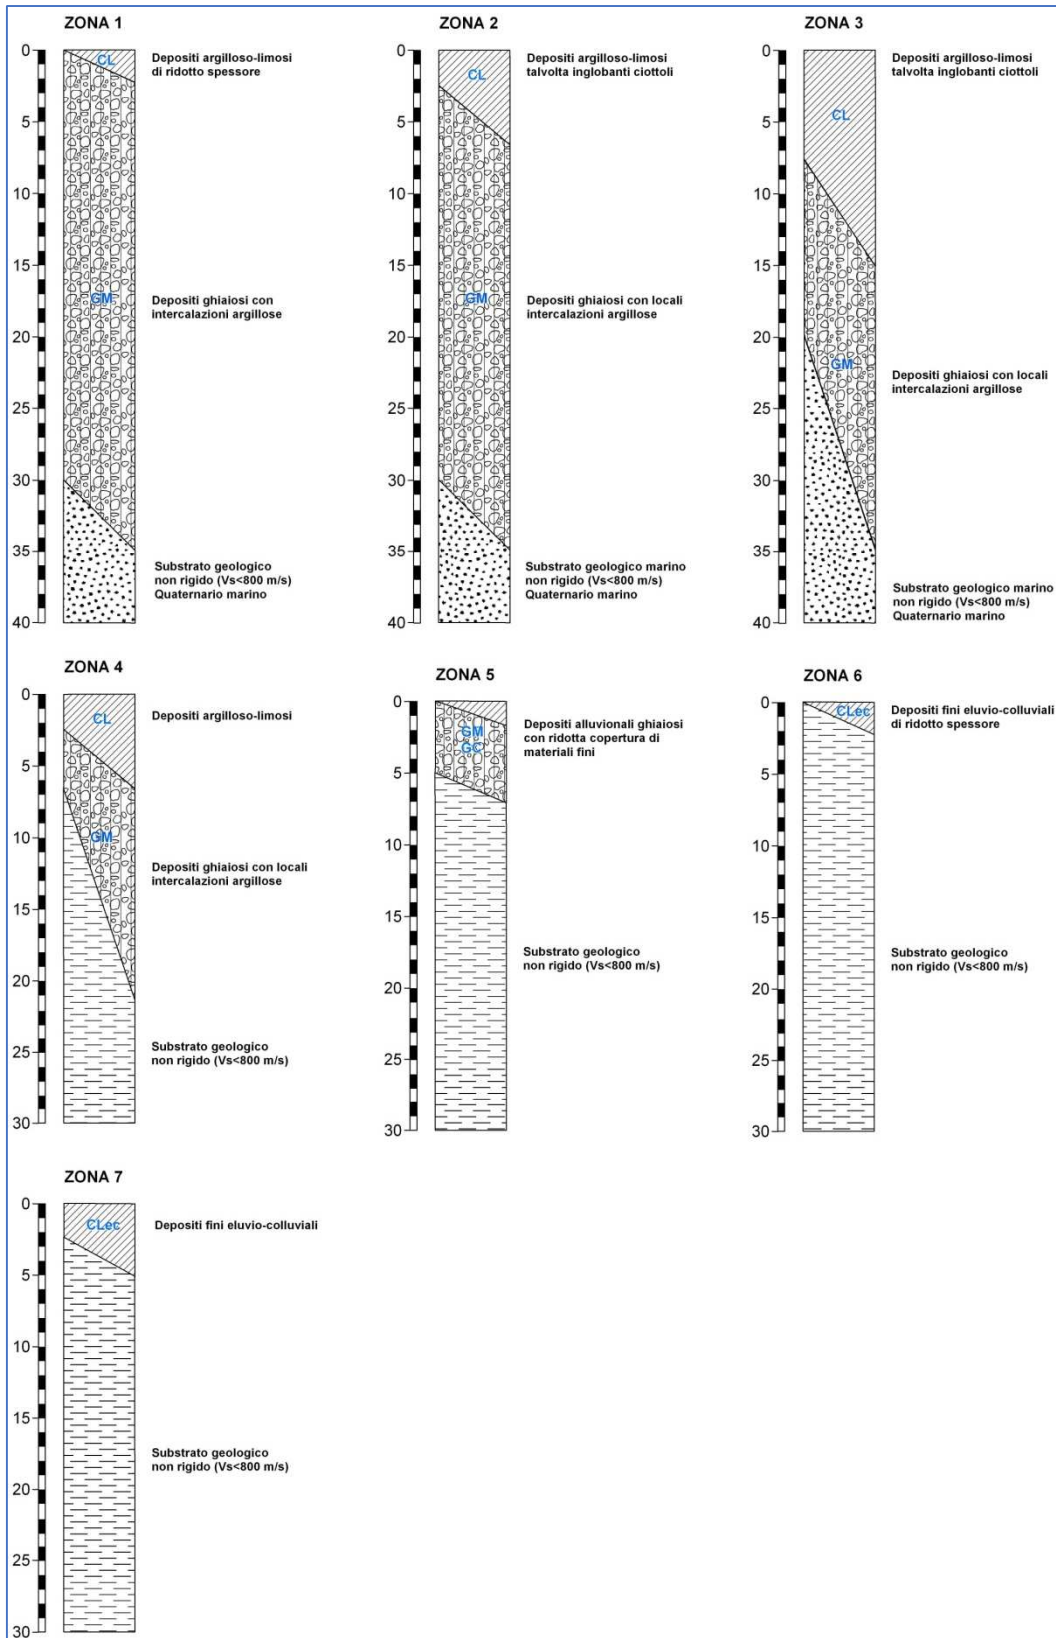 ZONA 1
0
5
10
15
20
25
30
35
40
CL
GM
Depositi argilloso-limosi
di ridotto spessore
Depositi ghiaiosi con
intercalazioni argillose
Substrato geologico
non rigido (Vs<800 m/s)
Quaternario marino
ZONA 2
0
5
10
15
20
25
30
35
40
CL
GM
Depositi argilloso-limosi
talvolta inglobanti ciottoli
Depositi ghiaiosi con locali
intercalazioni argillose
Substrato geologico marino
non rigido (Vs<800 m/s)
Quaternario marino
ZONA 3
0
5
10
15
20
25
30
35
40
CL
GM
Depositi argilloso-limosi
talvolta inglobanti ciottoli
Depositi ghiaiosi con locali
intercalazioni argillose
Substrato geologico marino
non rigido (Vs<800 m/s)
Quaternario marino
ZONA 4
0
5
10
15
20
25
30
CL
GM
Depositi argilloso-limosi
Depositi ghiaiosi con locali
intercalazioni argillose
Substrato geologico
non rigido (Vs<800 m/s)
ZONA 5
0
5
10
15
20
25
30
GM
GC
Depositi alluvionali ghiaiosi
con ridotta copertura di
materiali fini
Substrato geologico
non rigido (Vs<800 m/s)
ZONA 6
0
5
10
15
20
25
30
CLec
Depositi fini eluvio-colluviali
di ridotto spessore
Substrato geologico
non rigido (Vs<800 m/s)
ZONA 7
0
5
10
15
20
25
30
CLec
Depositi fini eluvio-colluviali
Substrato geologico
non rigido (Vs<800 m/s)